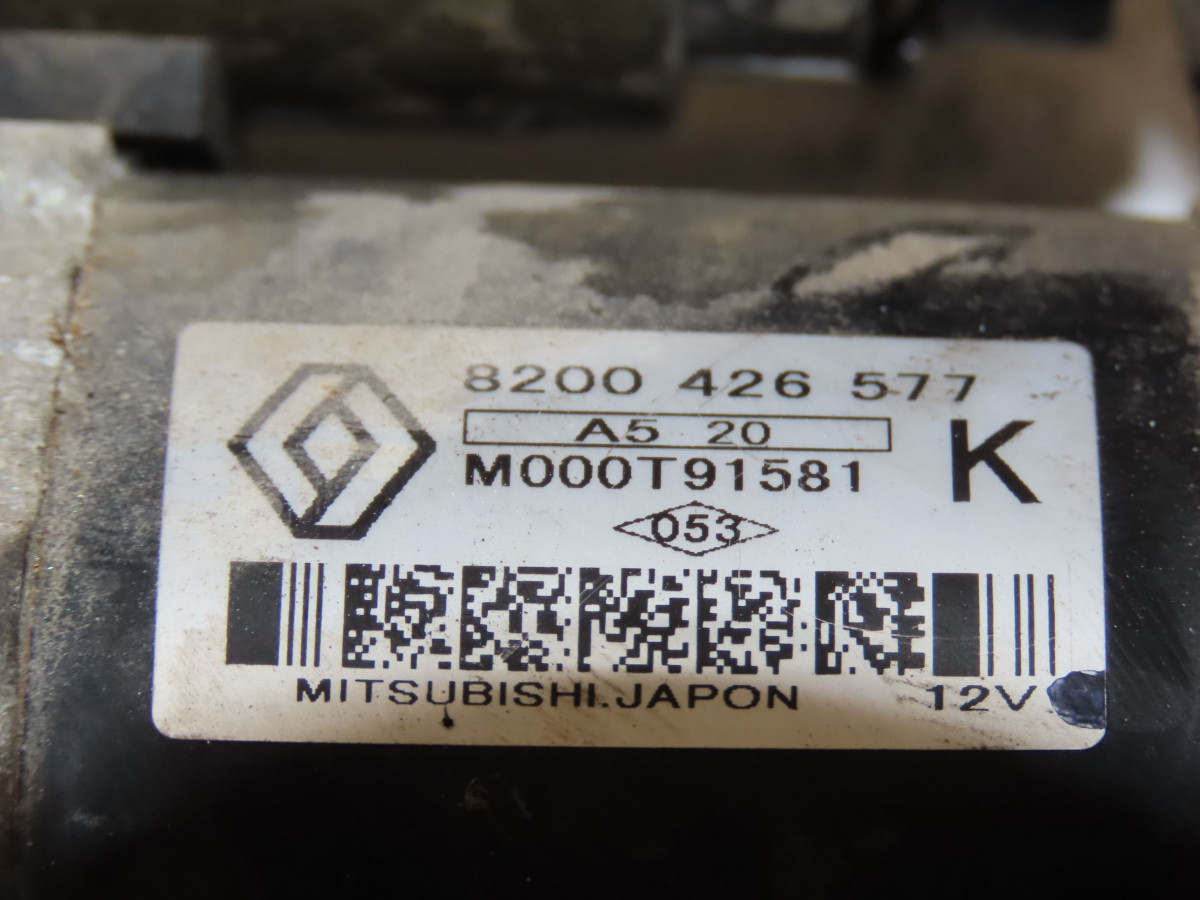 8200 426 577
A5 20
K
M000T91581
053
MITSUBISHI.JAPON
12V